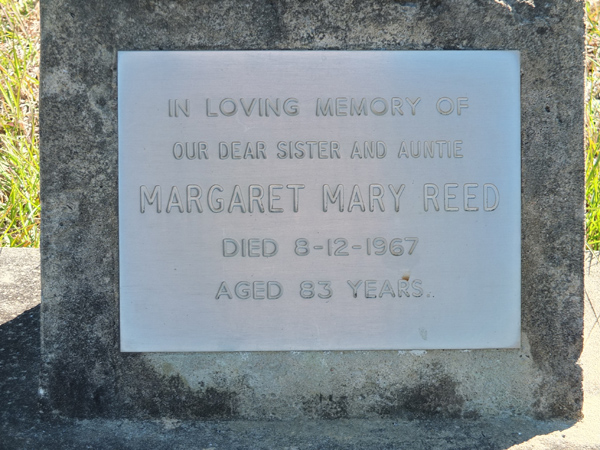 IN LOVING MEMORY OF
OUR DEAR SISTER AND AUNTIE
MARGARET MARY REED
DIED 8-12-1967
AGED 83 YEARS.